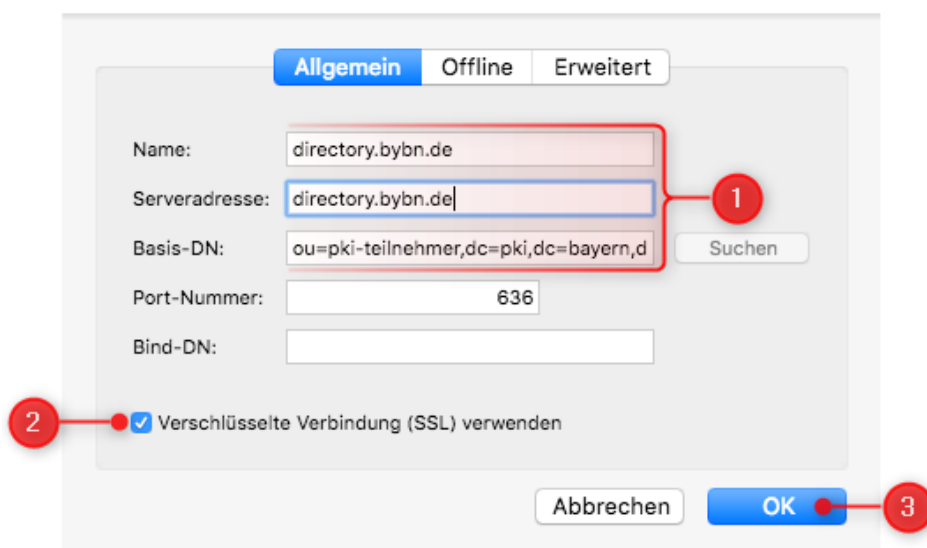 Allgemein Offline Erweitert
Name: directory.bybn.de
Serveradresse: directory.bybn.de
1
Basis-DN: ou=pki-teilnehmer,dc=pki,dc=bayern,d Suchen
Port-Nummer: 636
Bind-DN:
2 Verschlüsselte Verbindung (SSL) verwenden
Abbrechen OK 3